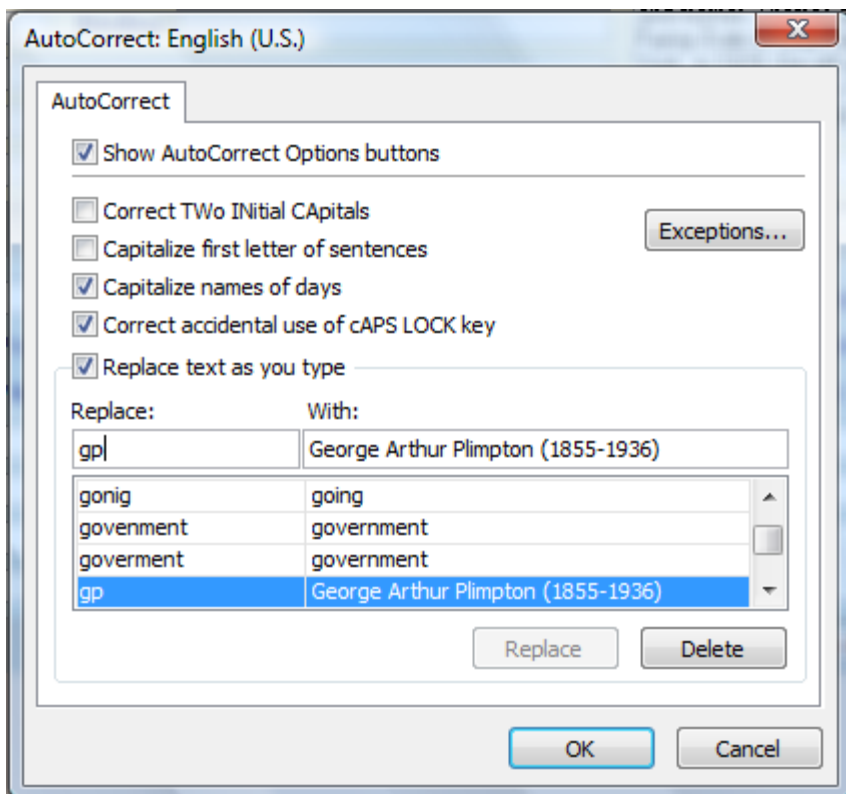 AutoCorrect: English (U.S.)
AutoCorrect
Show AutoCorrect Options buttons
Correct TWo INitial CApitals
Exceptions...
Capitalize first letter of sentences
Capitalize names of days
Correct accidental use of cAPS LOCK key
Replace text as you type
Replace: With:
gp George Arthur Plimpton (1855-1936)
gonig going
govenment government
goverment government
gp George Arthur Plimpton (1855-1936)
Replace Delete
OK Cancel